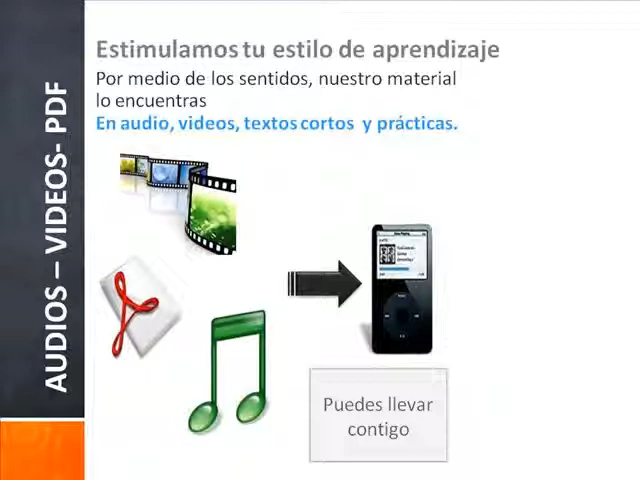 Estimulamos tu estilo de aprendizaje
Por medio de los sentidos, nuestro material
lo encuentras
En audio, videos, textos cortos y prácticas.
AUDIOS – VIDEOS- PDF
Puedes llevar
contigo